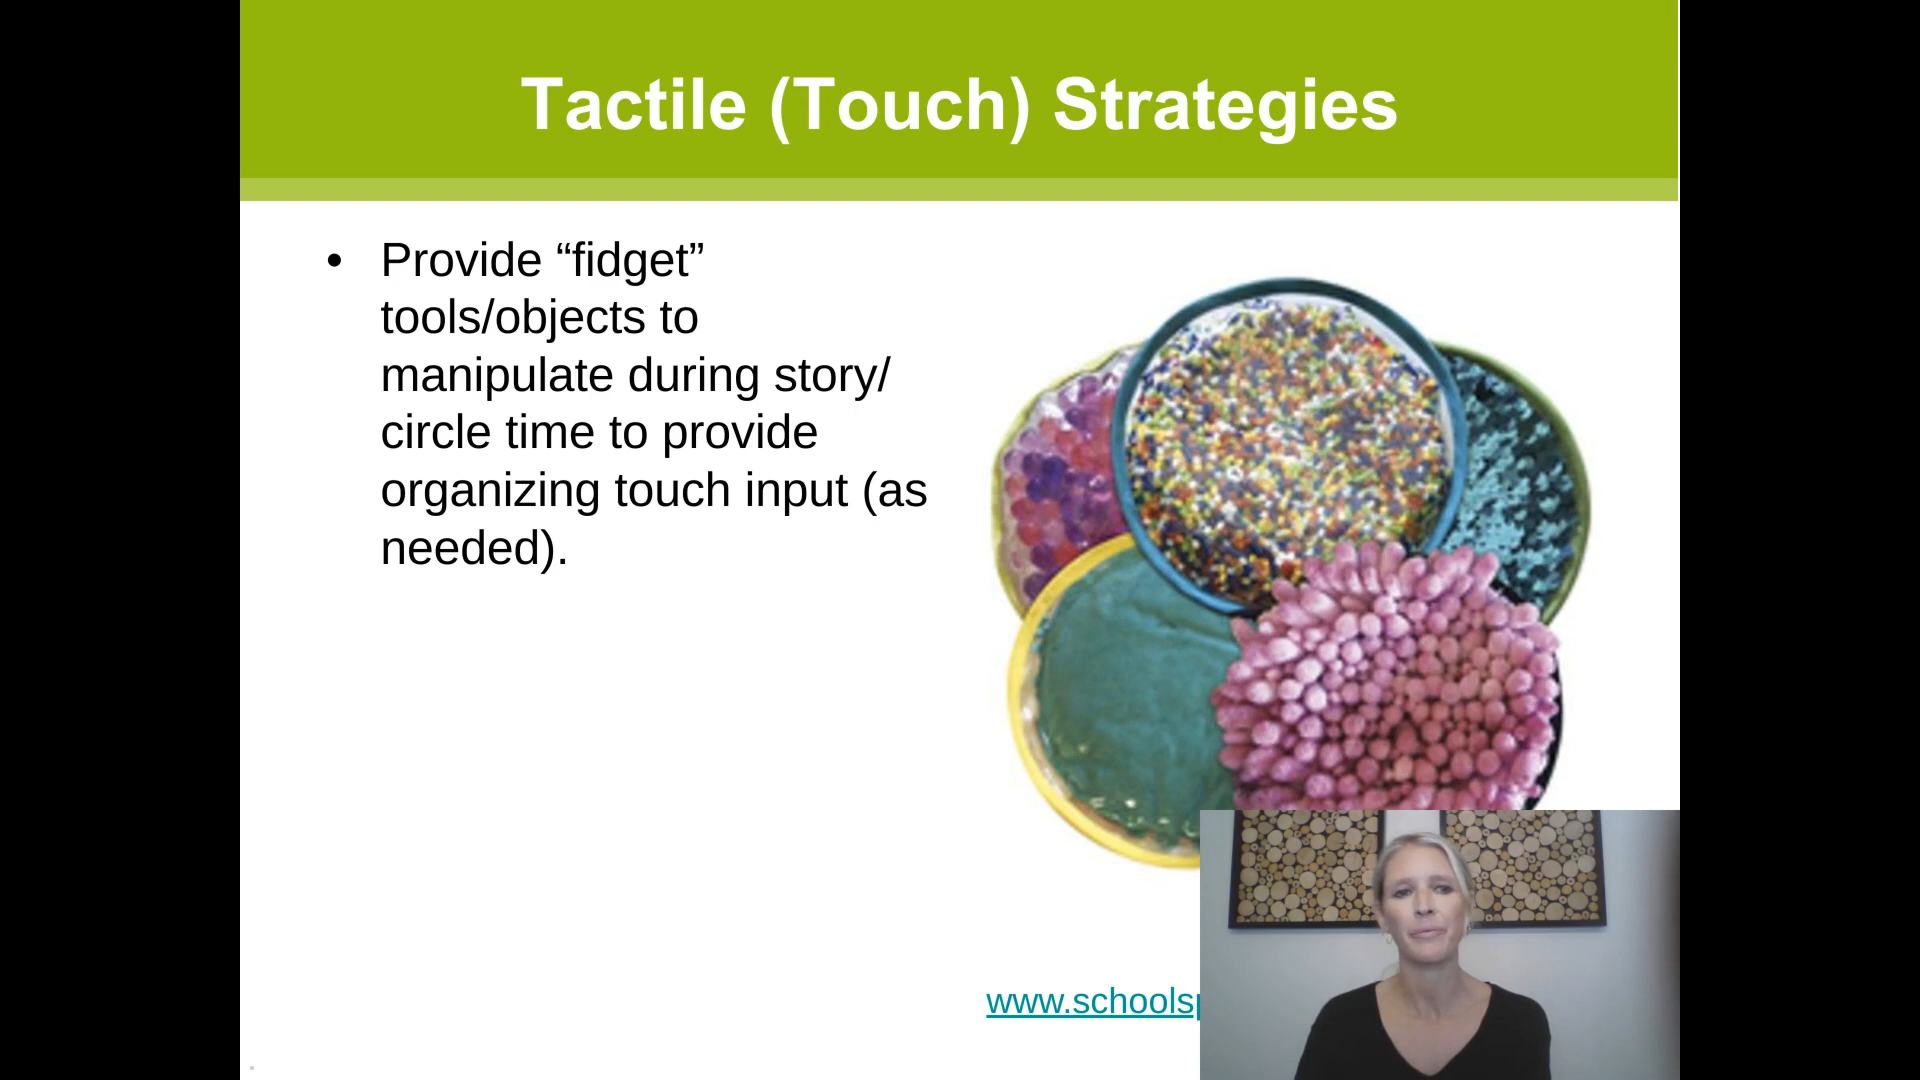 Tactile (Touch) Strategies
• Provide “fidget”
tools/objects to
manipulate during story/
circle time to provide
organizing touch input (as
needed).
www.schools